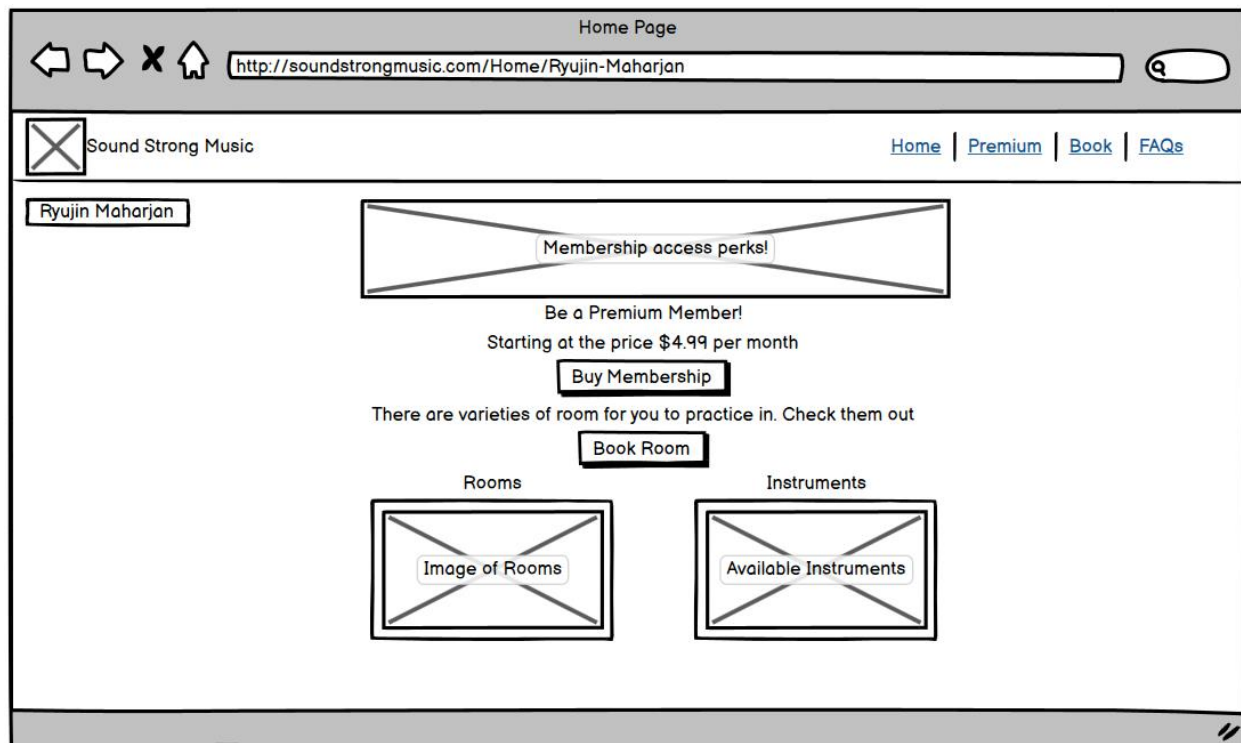 Home Page
http://soundstrongmusic.com/Home/Ryujin-Maharjan
Sound Strong Music
Home Premium Book FAQs
Ryujin Maharjan
Membership access perks!
Be a Premium Member!
Starting at the price $4.99 per month
Buy Membership
There are varieties of room for you to practice in. Check them out
Book Room
Rooms Instruments
Image of Rooms Available Instruments